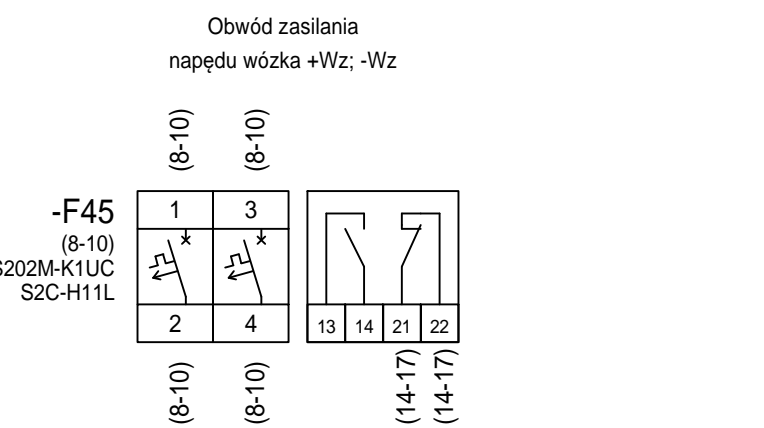 Obwód zasilania
napędu wózka +Wz; -Wz
(8-10) (8-10)
-F45
1 3
(8-10)
S202M-K1UC
S2C-H11L
2 4 13 14 21 22
(8-10) (8-10) (14-17) (14-17)